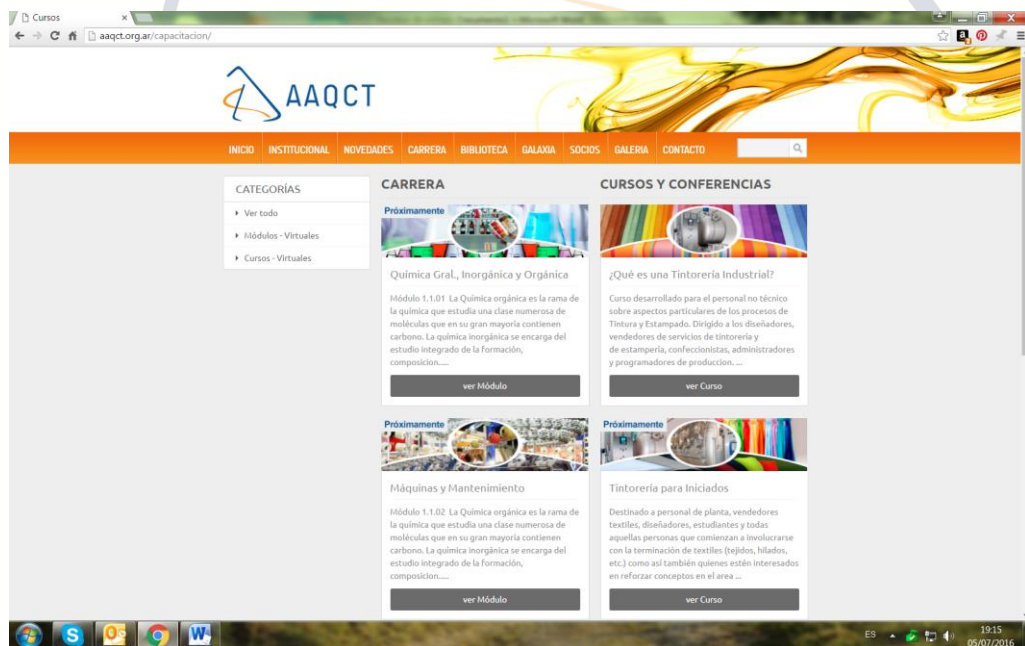 Cursos
aaqct.org.ar/capacitacion/
AAQCT
INICIO INSTITUCIONAL NOVEDADES CARRERA BIBLIOTECA GALAXIA SOCIOS GALERIA CONTACTO
CATEGORÍAS
Ver todo
Módulos - Virtuales
Cursos - Virtuales
CARRERA
Próximamente
Química Gral., Inorgánica y Orgánica
Módulo 1.1.01 La Química orgánica es la rama de
la química que estudia una clase numerosa de
moléculas que en su gran mayoría contienen
carbono. La química inorgánica se encarga del
estudio integrado de la formación,
composicion.....
ver Módulo
Próximamente
Máquinas y Mantenimiento
Módulo 1.1.02 La Química orgánica es la rama de
la química que estudia una clase numerosa de
moléculas que en su gran mayoría contienen
carbono. La química inorgánica se encarga del
estudio integrado de la formación,
composicion.....
ver Módulo
CURSOS Y CONFERENCIAS
¿Qué es una Tintorería Industrial?
Curso desarrollado para el personal no técnico
sobre aspectos particulares de los procesos de
Tintura y Estampado. Dirigido a los diseñadores,
vendedores de servicios de tintorería y
de estampería, confeccionistas, administradores
y programadores de produccion. ...
ver Curso
Próximamente
Tintorería para Iniciados
Destinado a personal de planta, vendedores
textiles, diseñadores, estudiantes y todas
aquellas personas que comienzan a involucrarse
con la terminación de textiles (tejidos, hilados,
etc.) como así también quienes estén interesados
en reforzar conceptos en el area ...
ver Curso
ES
19:15
05/07/2016